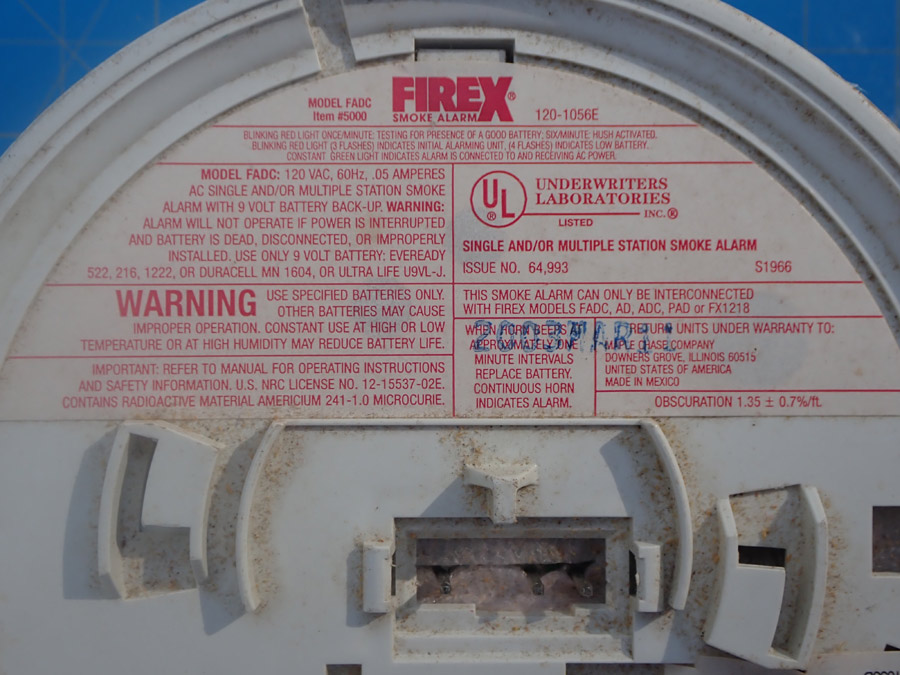 MODEL FADC
Item #5000
FIREX®
SMOKE ALARM
120-1056E
BLINKING RED LIGHT ONCE/MINUTE: TESTING FOR PRESENCE OF A GOOD BATTERY; SIX/MINUTE: HUSH ACTIVATED.
BLINKING RED LIGHT (3 FLASHES) INDICATES INITIAL ALARMING UNIT, (4 FLASHES) INDICATES LOW BATTERY.
CONSTANT GREEN LIGHT INDICATES ALARM IS CONNECTED TO AND RECEIVING AC POWER.
MODEL FADC: 120 VAC, 60Hz, .05 AMPERES
AC SINGLE AND/OR MULTIPLE STATION SMOKE
ALARM WITH 9 VOLT BATTERY BACK-UP. WARNING:
ALARM WILL NOT OPERATE IF POWER IS INTERRUPTED
AND BATTERY IS DEAD, DISCONNECTED, OR IMPROPERLY
INSTALLED. USE ONLY 9 VOLT BATTERY: EVEREADY
522, 216, 1222, OR DURACELL MN 1604, OR ULTRA LIFE U9VL-J.
UL®
UNDERWRITERS
LABORATORIES
INC.®
LISTED
SINGLE AND/OR MULTIPLE STATION SMOKE ALARM
ISSUE NO. 64,993 S1966
WARNING USE SPECIFIED BATTERIES ONLY.
OTHER BATTERIES MAY CAUSE
IMPROPER OPERATION. CONSTANT USE AT HIGH OR LOW
TEMPERATURE OR AT HIGH HUMIDITY MAY REDUCE BATTERY LIFE.
THIS SMOKE ALARM CAN ONLY BE INTERCONNECTED
WITH FIREX MODELS FADC, AD, ADC, PAD or FX1218
IMPORTANT: REFER TO MANUAL FOR OPERATING INSTRUCTIONS
AND SAFETY INFORMATION. U.S. NRC LICENSE NO. 12-15537-02E.
CONTAINS RADIOACTIVE MATERIAL AMERICIUM 241-1.0 MICROCURIE.
WHEN HORN BEEPS AT
APPROXIMATELY ONE
MINUTE INTERVALS
REPLACE BATTERY.
CONTINUOUS HORN
INDICATES ALARM.
RETURN UNITS UNDER WARRANTY TO:
MAPLE CHASE COMPANY
DOWNERS GROVE, ILLINOIS 60515
UNITED STATES OF AMERICA
MADE IN MEXICO
OBSCURATION 1.35 ± 0.7%/ft.